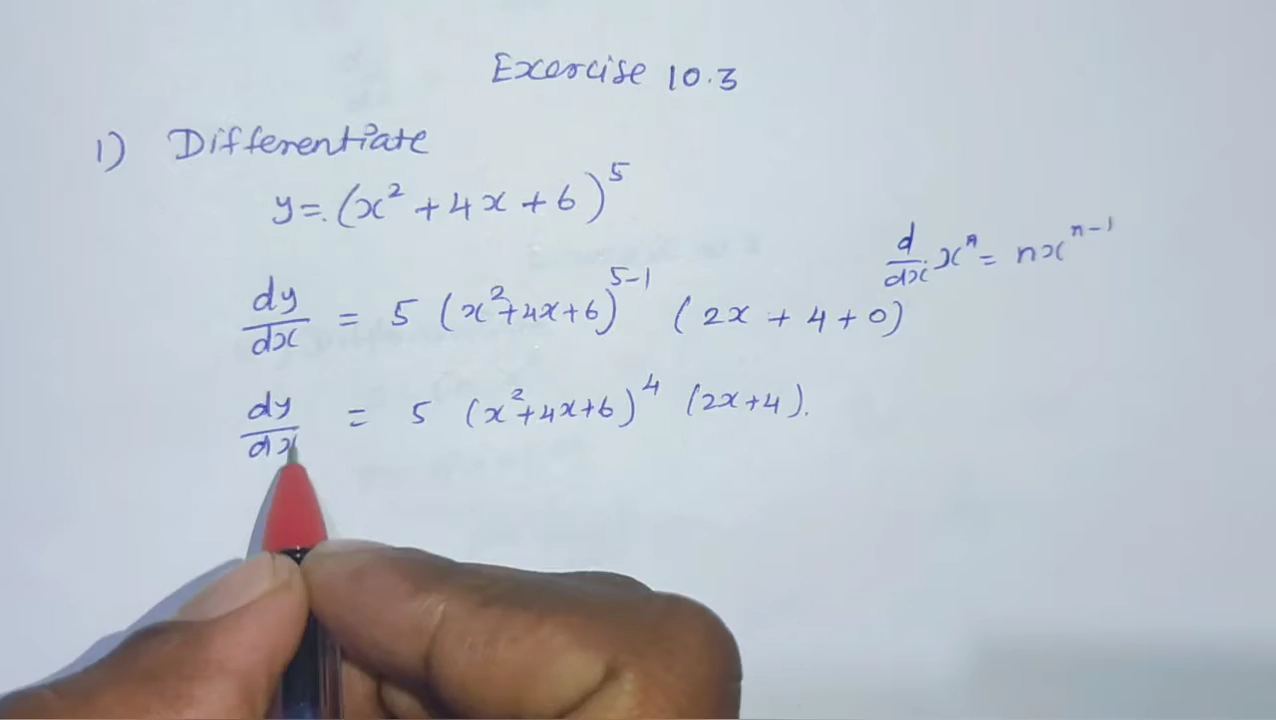 Exercise 10.3
1) Differentiate
y = (x² + 4x + 6)⁵
d/dx xⁿ = nxⁿ⁻¹
dy/dx = 5 (x²+4x+6)⁵⁻¹ (2x + 4 + 0)
dy/dx = 5 (x²+4x+6)⁴ (2x+4).